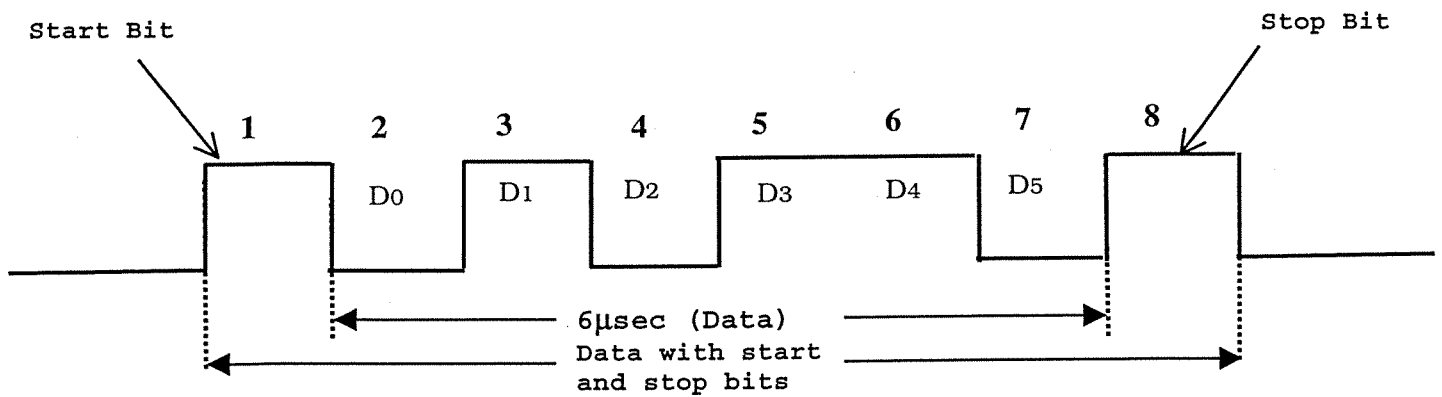 Start Bit
Stop Bit
1 2 3 4 5 6 7 8
D0 D1 D2 D3 D4 D5
6μsec (Data)
Data with start
and stop bits